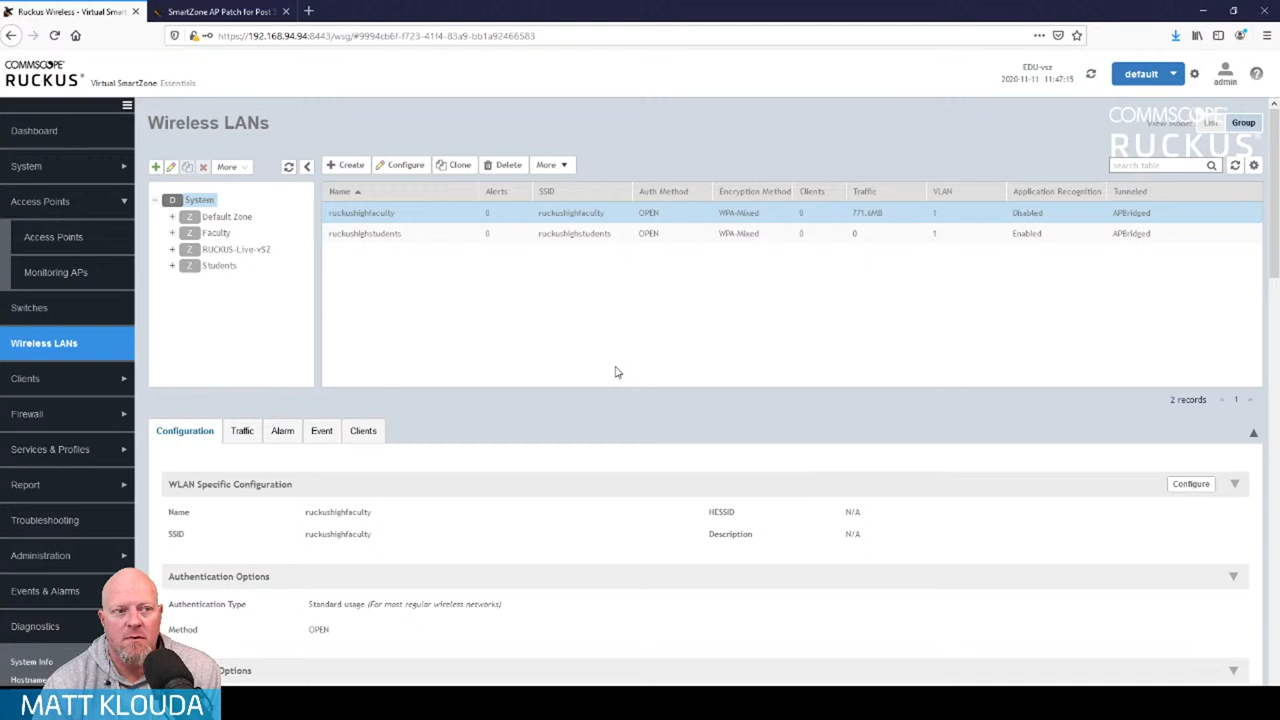 Ruckus Wireless - Virtual Smart
SmartZone AP Patch for Post
https://192.168.94.94:8443/wsg/#9994cb6f-f723-41f4-83a9-bb1a92466583
COMMSCOPE
RUCKUS
Virtual SmartZone Essentials
EDU-vsz
2020-11-11 11:47:15
default
admin
Dashboard
System
Access Points
Access Points
Monitoring APs
Switches
Wireless LANs
Clients
Firewall
Services & Profiles
Report
Troubleshooting
Administration
Events & Alarms
Diagnostics
System Info
Hostname
Wireless LANs
COMMSCOPE
RUCKUS
View Mode: List Group
More
Create Configure Clone Delete More
search table
D System
Z Default Zone
Z Faculty
Z RUCKUS-Live-vSZ
Z Students
Name Alerts SSID Auth Method Encryption Method Clients Traffic VLAN Application Recognition Tunneled
ruckushighfaculty 0 ruckushighfaculty OPEN WPA-Mixed 0 771.6MB 1 Disabled APBridged
ruckushighstudents 0 ruckushighstudents OPEN WPA-Mixed 0 0 1 Enabled APBridged
2 records « 1 »
Configuration Traffic Alarm Event Clients
WLAN Specific Configuration Configure
Name ruckushighfaculty HESSID N/A
SSID ruckushighfaculty Description N/A
Authentication Options
Authentication Type Standard usage (For most regular wireless networks)
Method OPEN
Options
MATT KLOUDA